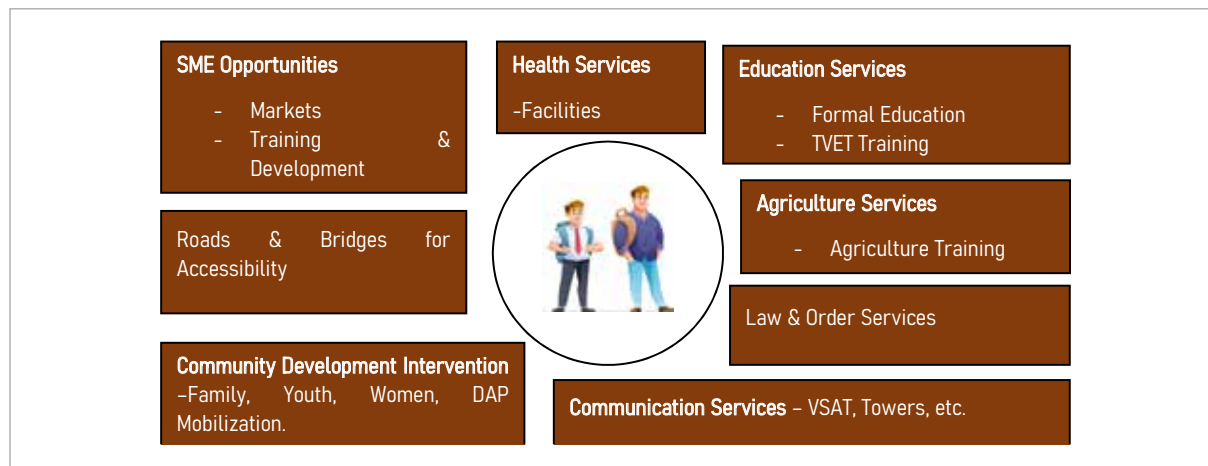 SME Opportunities
- Markets
- Training &
Development
Health Services
-Facilities
Education Services
- Formal Education
- TVET Training
Agriculture Services
- Agriculture Training
Roads & Bridges for
Accessibility
Law & Order Services
Community Development Intervention
-Family, Youth, Women, DAP
Mobilization.
Communication Services – VSAT, Towers, etc.